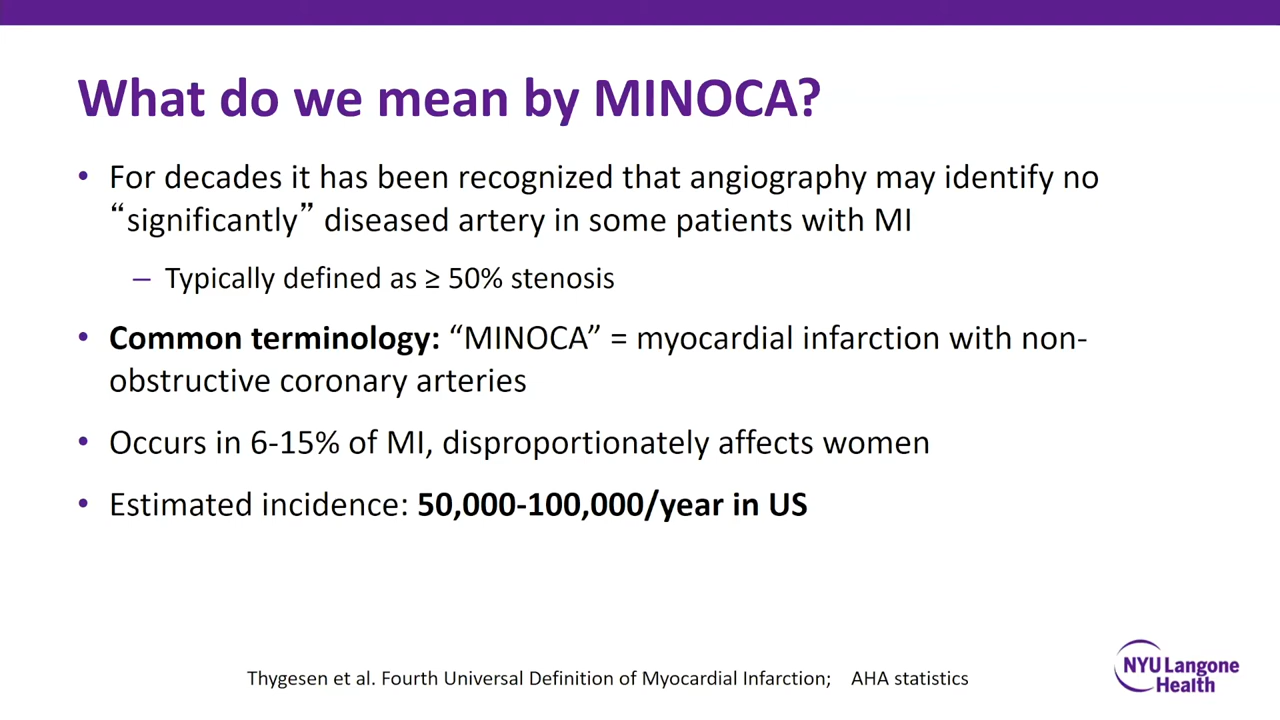 What do we mean by MINOCA?
• For decades it has been recognized that angiography may identify no
“significantly” diseased artery in some patients with MI
– Typically defined as ≥ 50% stenosis
• Common terminology: “MINOCA” = myocardial infarction with non-
obstructive coronary arteries
• Occurs in 6-15% of MI, disproportionately affects women
• Estimated incidence: 50,000-100,000/year in US
Thygesen et al. Fourth Universal Definition of Myocardial Infarction; AHA statistics
NYU Langone
Health